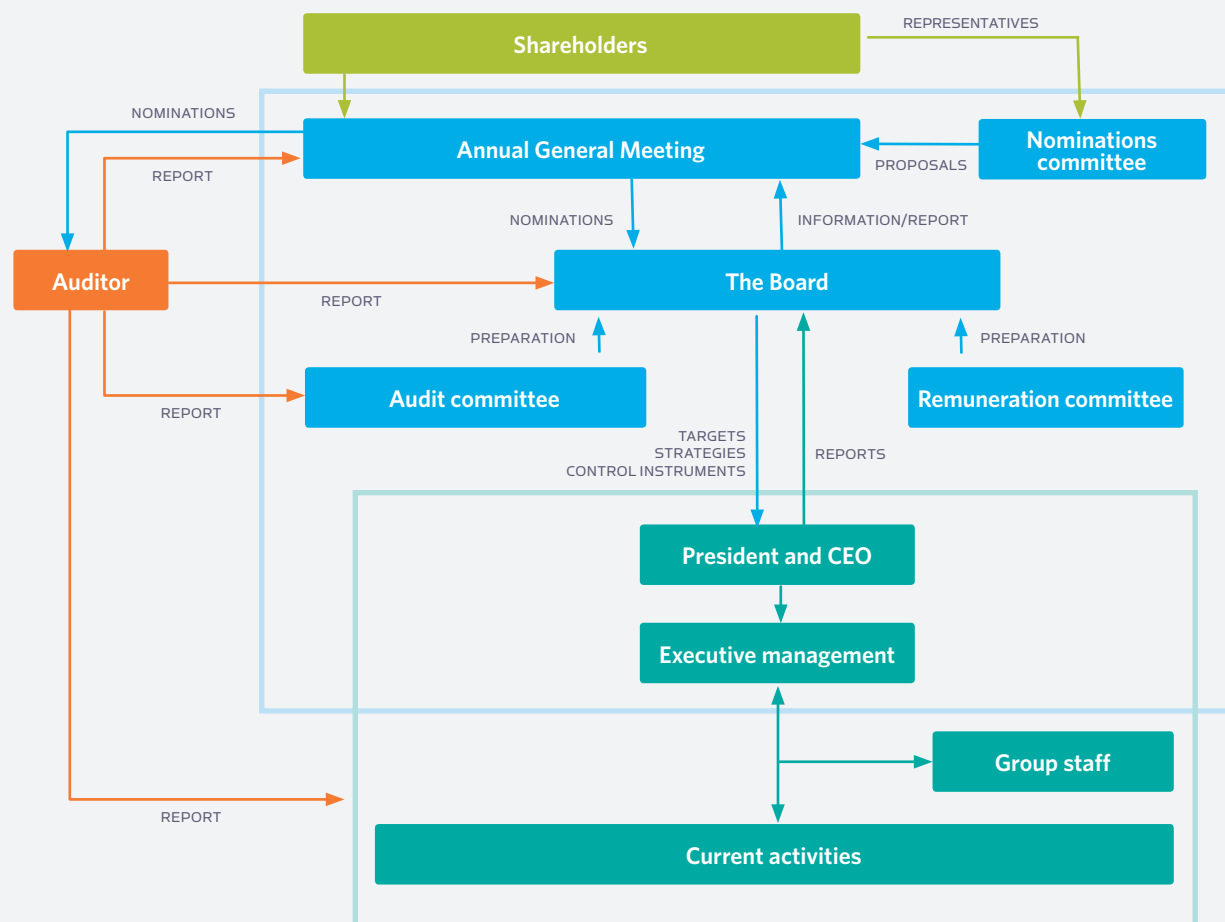 REPRESENTATIVES
Shareholders
NOMINATIONS
Annual General Meeting
Nominations
committee
PROPOSALS
REPORT
NOMINATIONS
INFORMATION/REPORT
Auditor
The Board
REPORT
PREPARATION
PREPARATION
Audit committee
Remuneration committee
REPORT
TARGETS
STRATEGIES
CONTROL INSTRUMENTS
REPORTS
President and CEO
Executive management
Group staff
REPORT
Current activities